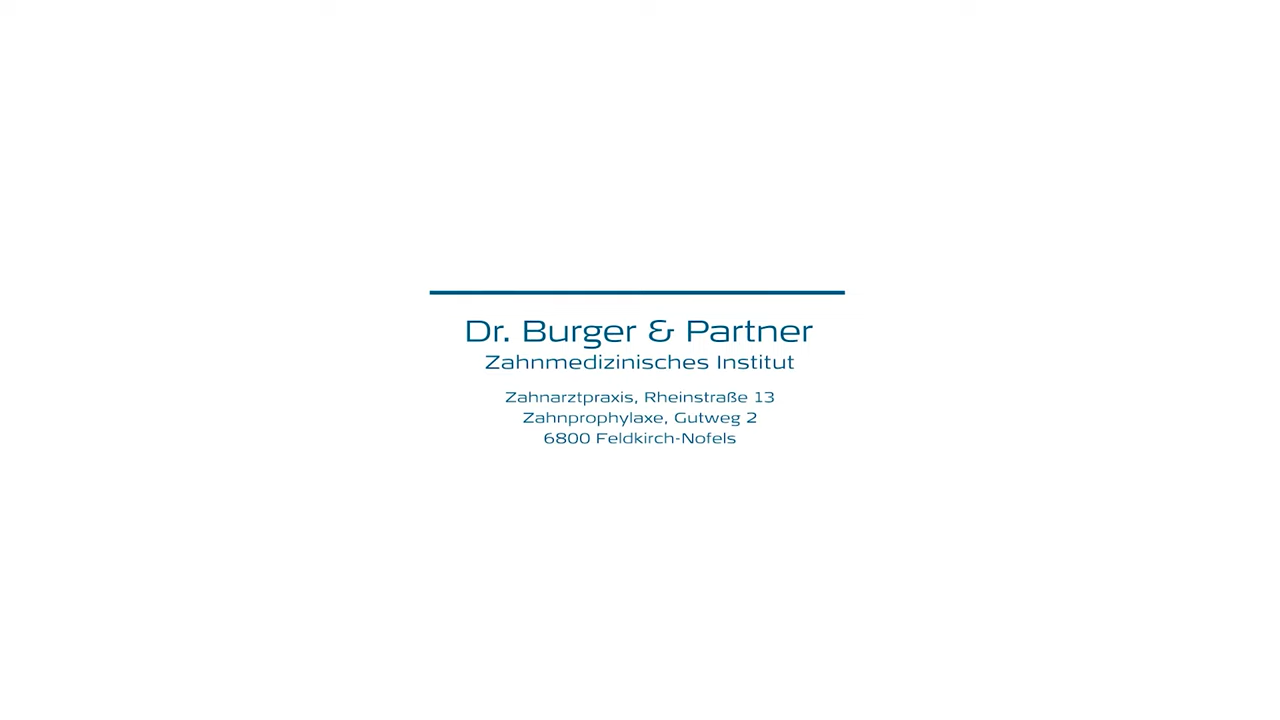 Dr. Burger & Partner
Zahnmedizinisches Institut
Zahnarztpraxis, Rheinstraße 13
Zahnprophylaxe, Gutweg 2
6800 Feldkirch-Nofels